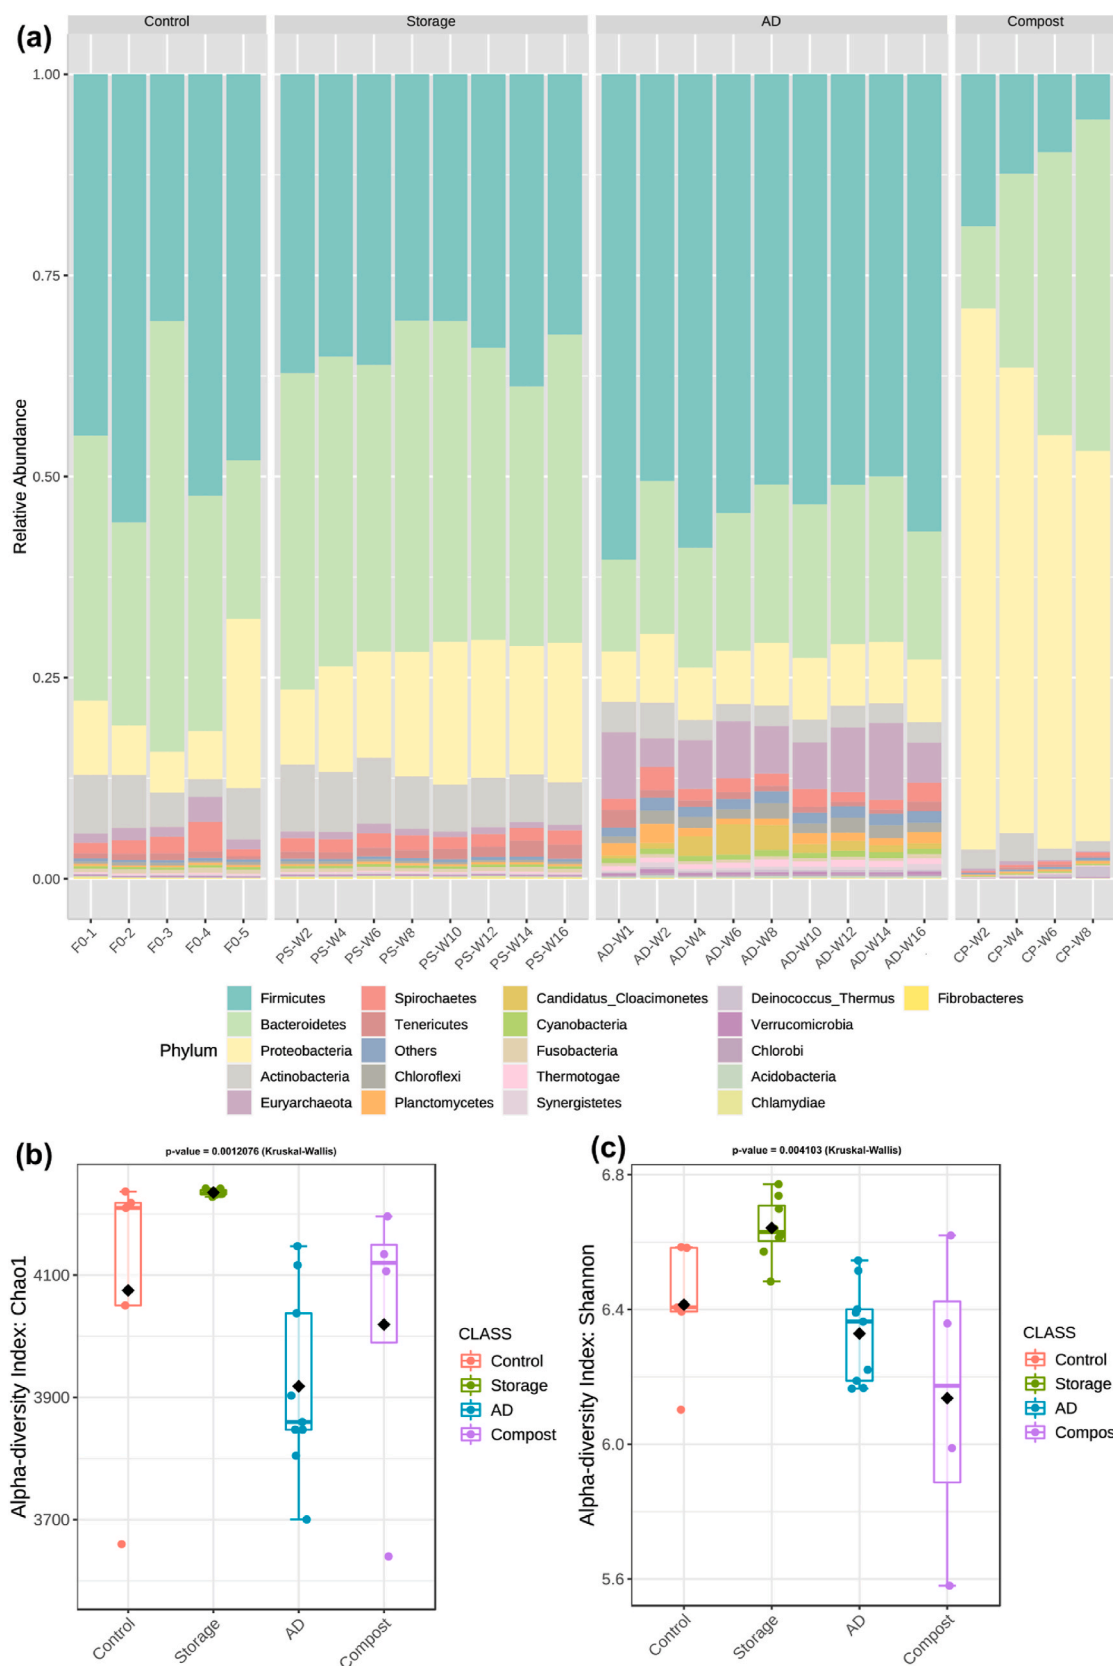 Control Storage AD Compost
(a)
1.00
0.75
0.50
0.25
0.00
Relative Abundance
F0-1 F0-2 F0-3 F0-4 F0-5 PS-W2 PS-W4 PS-W6 PS-W8 PS-W10 PS-W12 PS-W14 PS-W16 AD-W1 AD-W2 AD-W4 AD-W6 AD-W8 AD-W10 AD-W12 AD-W14 AD-W16 CP-W2 CP-W4 CP-W6 CP-W8
Phylum
Firmicutes Spirochaetes Candidatus_Cloacimonetes Deinococcus_Thermus Fibrobacteres
Bacteroidetes Tenericutes Cyanobacteria Verrucomicrobia
Proteobacteria Others Fusobacteria Chlorobi
Actinobacteria Chloroflexi Thermotogae Acidobacteria
Euryarchaeota Planctomycetes Synergistetes Chlamydiae
(b)
p-value = 0.0012076 (Kruskal-Wallis)
Alpha-diversity Index: Chao1
4100
3900
3700
Control Storage AD Compost
CLASS
Control
Storage
AD
Compost
(c)
p-value = 0.004103 (Kruskal-Wallis)
Alpha-diversity Index: Shannon
6.8
6.4
6.0
5.6
Control Storage AD Compost
CLASS
Control
Storage
AD
Compos